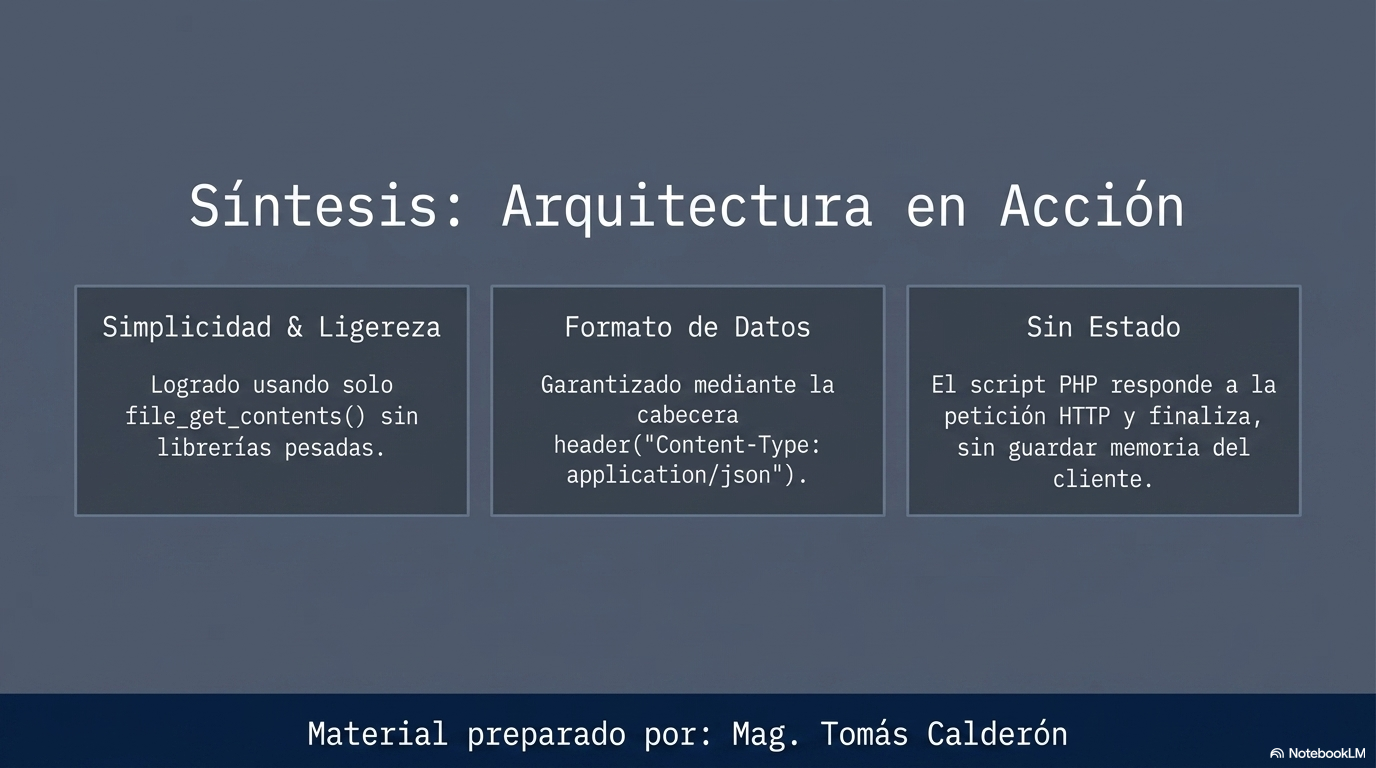 Síntesis: Arquitectura en Acción
Simplicidad & Ligereza
Logrado usando solo
file_get_contents() sin
librerías pesadas.
Formato de Datos
Garantizado mediante la
cabecera
header("Content-Type:
application/json").
Sin Estado
El script PHP responde a la
petición HTTP y finaliza,
sin guardar memoria del
cliente.
Material preparado por: Mag. Tomás Calderón
NotebookLM